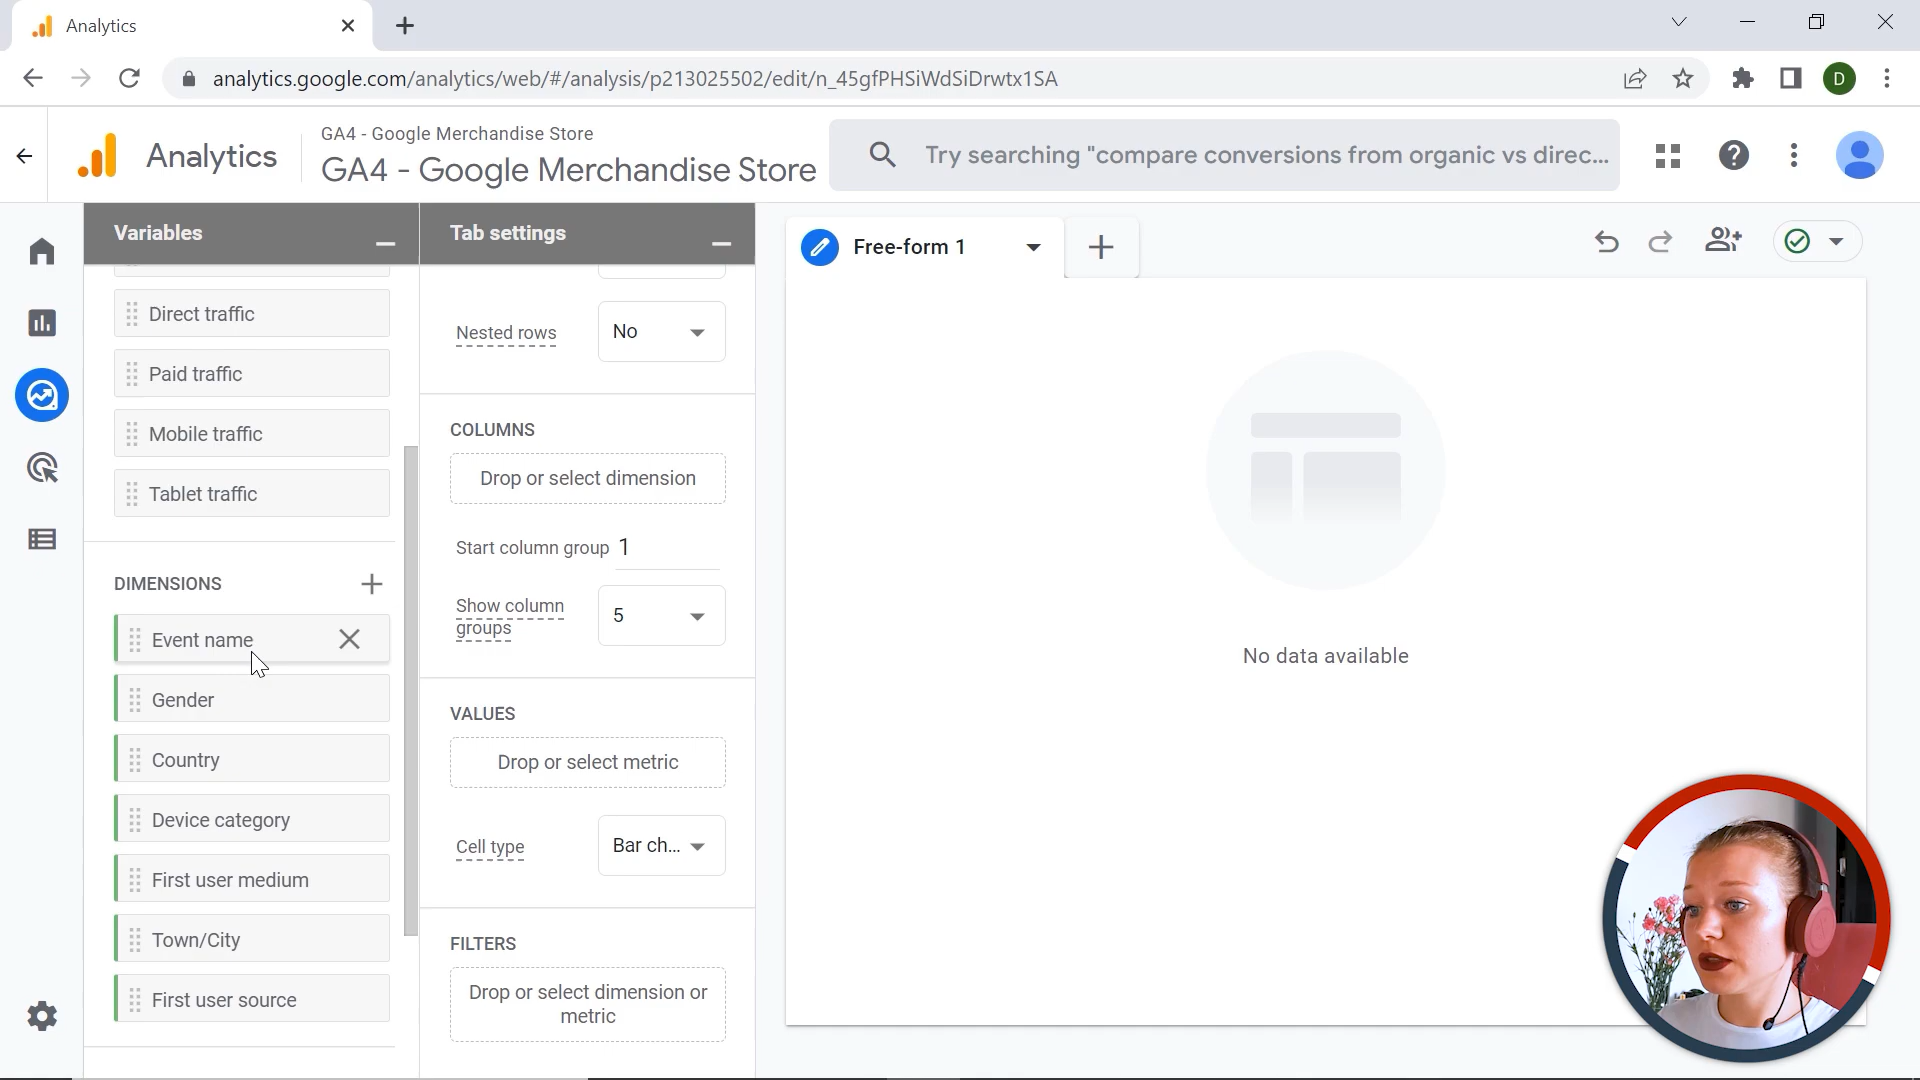 Analytics
analytics.google.com/analytics/web/#/analysis/p213025502/edit/n_45gfPHSiWdSiDrwtx1SA
D
Analytics
GA4 - Google Merchandise Store
GA4 - Google Merchandise Store
Try searching "compare conversions from organic vs direc...
Variables
Direct traffic
Paid traffic
Mobile traffic
Tablet traffic
DIMENSIONS
Event name
Gender
Country
Device category
First user medium
Town/City
First user source
Tab settings
Nested rows
No
COLUMNS
Drop or select dimension
Start column group 1
Show column
groups
5
VALUES
Drop or select metric
Cell type
Bar ch...
FILTERS
Drop or select dimension or
metric
Free-form 1
No data available